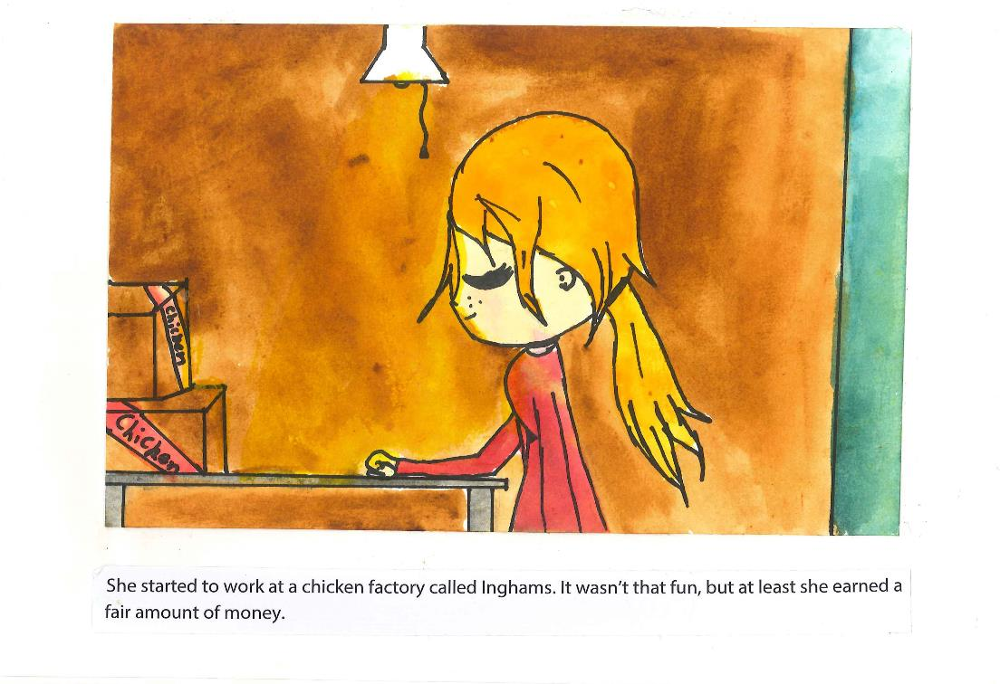 Chicken
Chicken
She started to work at a chicken factory called Inghams. It wasn't that fun, but at least she earned a
fair amount of money.